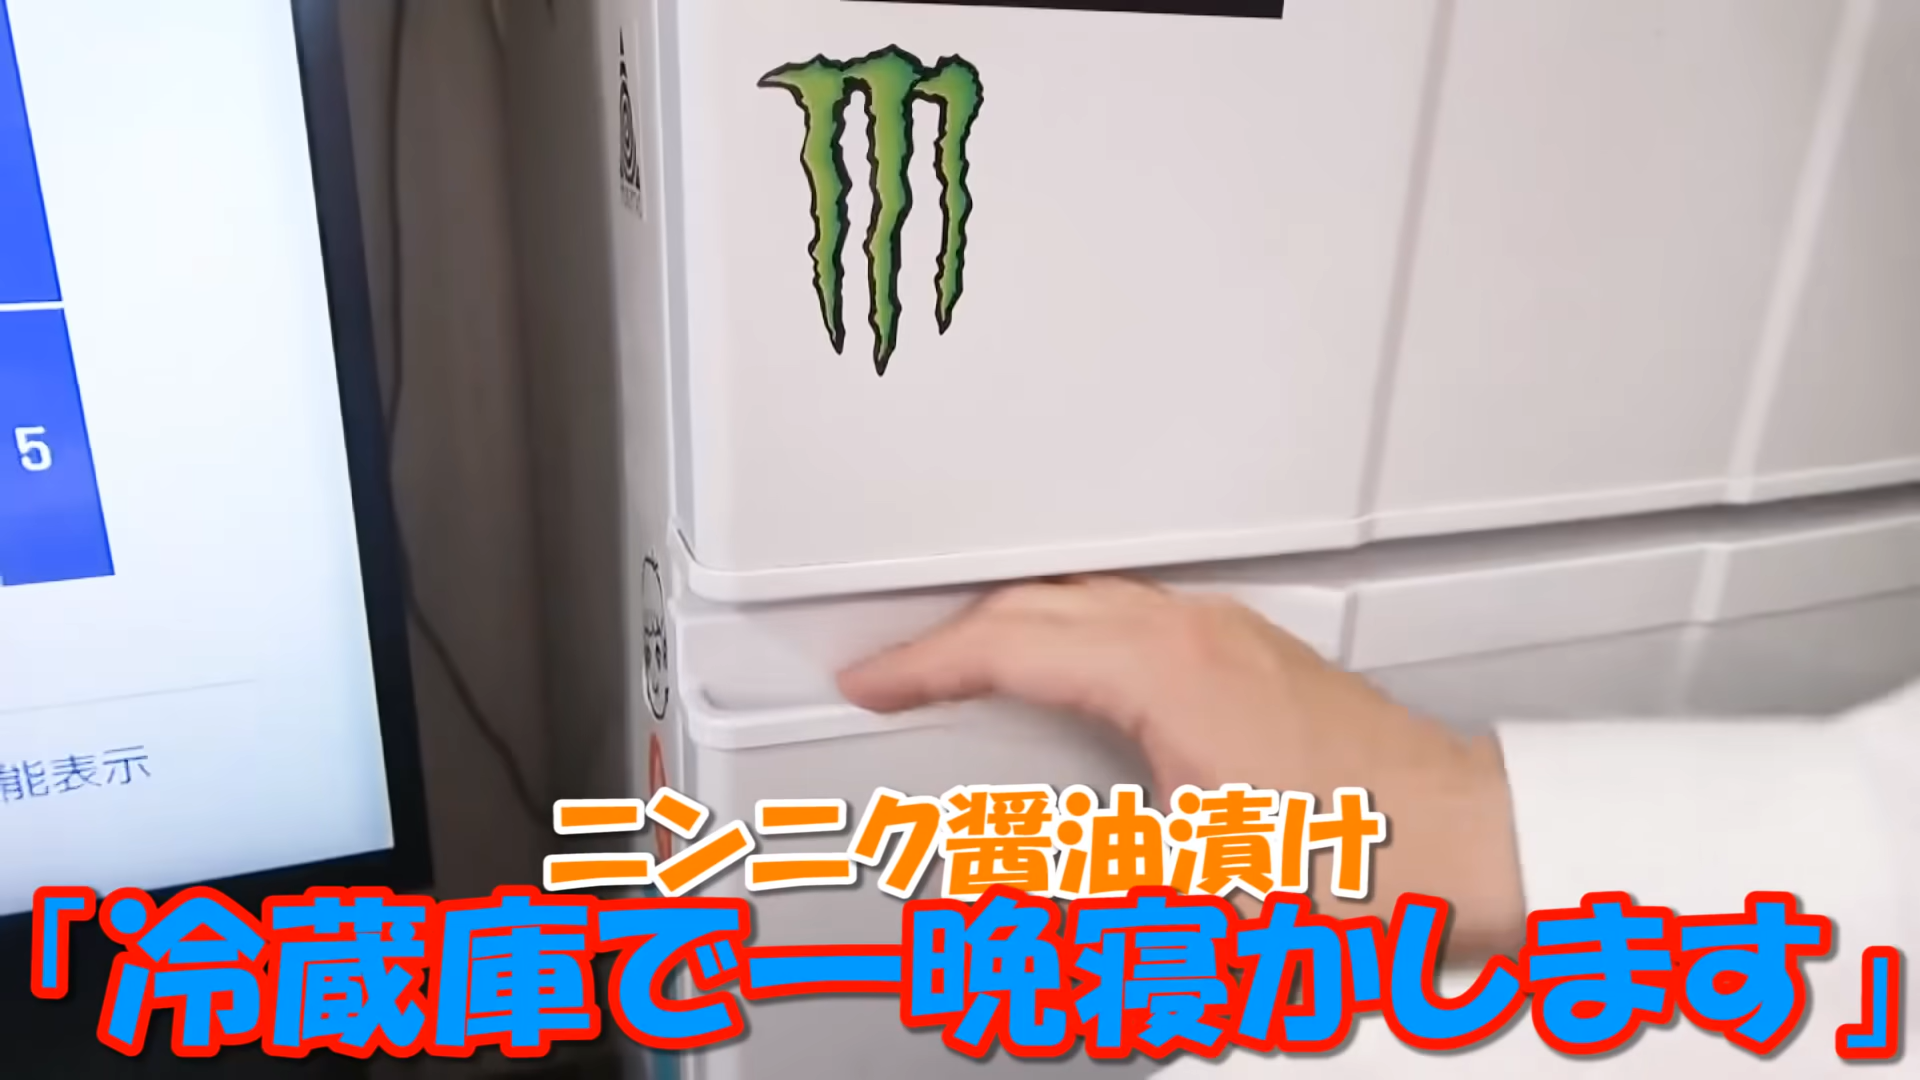 5
能表示
ニンニク醤油漬け
「冷蔵庫で一晩寝かします」